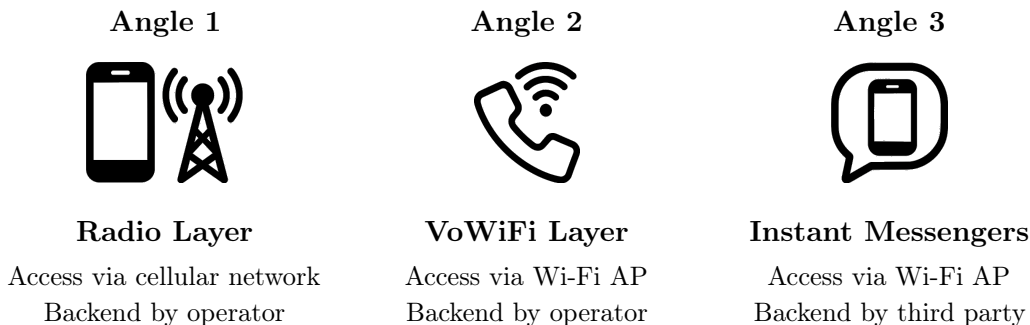 Angle 1
Angle 2
Angle 3
Radio Layer
VoWiFi Layer
Instant Messengers
Access via cellular network
Access via Wi-Fi AP
Access via Wi-Fi AP
Backend by operator
Backend by operator
Backend by third party